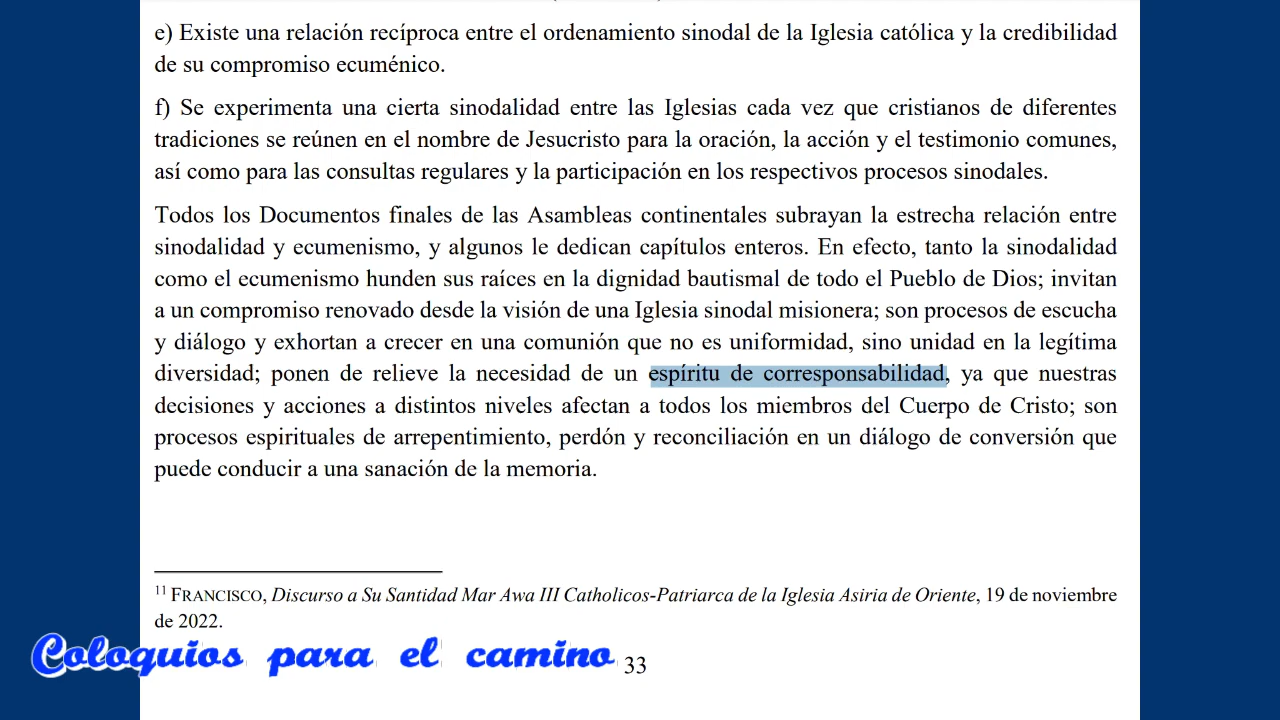 e) Existe una relación recíproca entre el ordenamiento sinodal de la Iglesia católica y la credibilidad
de su compromiso ecuménico.
f) Se experimenta una cierta sinodalidad entre las Iglesias cada vez que cristianos de diferentes
tradiciones se reúnen en el nombre de Jesucristo para la oración, la acción y el testimonio comunes,
así como para las consultas regulares y la participación en los respectivos procesos sinodales.
Todos los Documentos finales de las Asambleas continentales subrayan la estrecha relación entre
sinodalidad y ecumenismo, y algunos le dedican capítulos enteros. En efecto, tanto la sinodalidad
como el ecumenismo hunden sus raíces en la dignidad bautismal de todo el Pueblo de Dios; invitan
a un compromiso renovado desde la visión de una Iglesia sinodal misionera; son procesos de escucha
y diálogo y exhortan a crecer en una comunión que no es uniformidad, sino unidad en la legítima
diversidad; ponen de relieve la necesidad de un espíritu de corresponsabilidad, ya que nuestras
decisiones y acciones a distintos niveles afectan a todos los miembros del Cuerpo de Cristo; son
procesos espirituales de arrepentimiento, perdón y reconciliación en un diálogo de conversión que
puede conducir a una sanación de la memoria.
11 FRANCISCO, Discurso a Su Santidad Mar Awa III Catholicos-Patriarca de la Iglesia Asiria de Oriente, 19 de noviembre
de 2022.
Coloquios para el camino
33